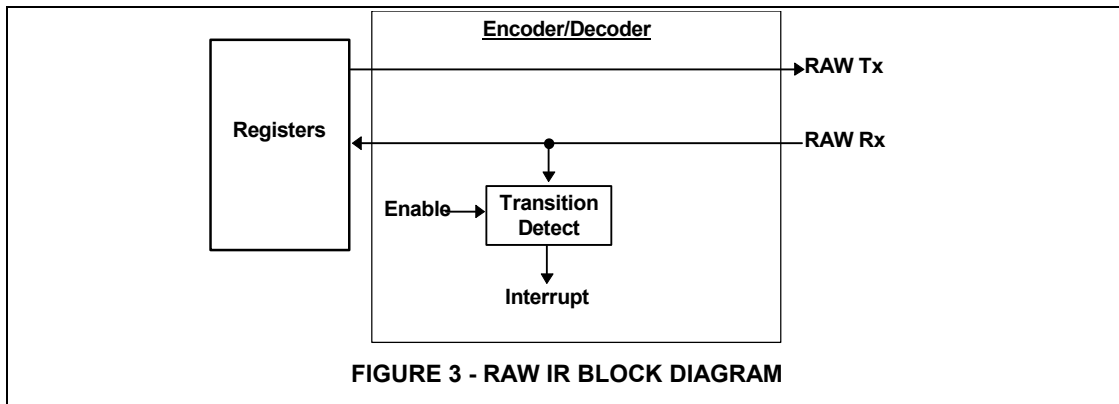 Encoder/Decoder
RAW Tx
Registers
RAW Rx
Enable
Transition
Detect
Interrupt
FIGURE 3 - RAW IR BLOCK DIAGRAM